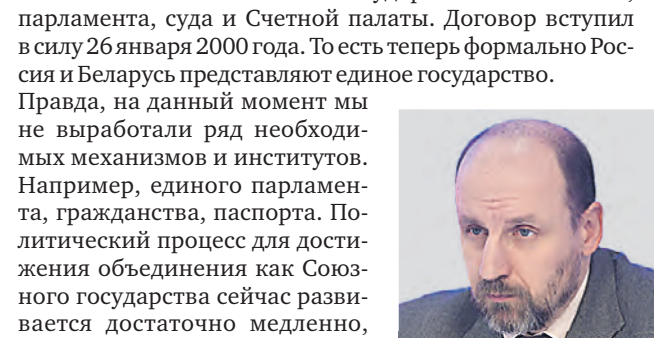 парламента, суда и Счетной палаты. Договор вступил
в силу 26 января 2000 года. То есть теперь формально Рос-
сия и Беларусь представляют единое государство.
Правда, на данный момент мы
не выработали ряд необходи-
мых механизмов и институтов.
Например, единого парламен-
та, гражданства, паспорта. По-
литический процесс для дости-
жения объединения как Союз-
ного государства сейчас разви-
вается достаточно медленно,